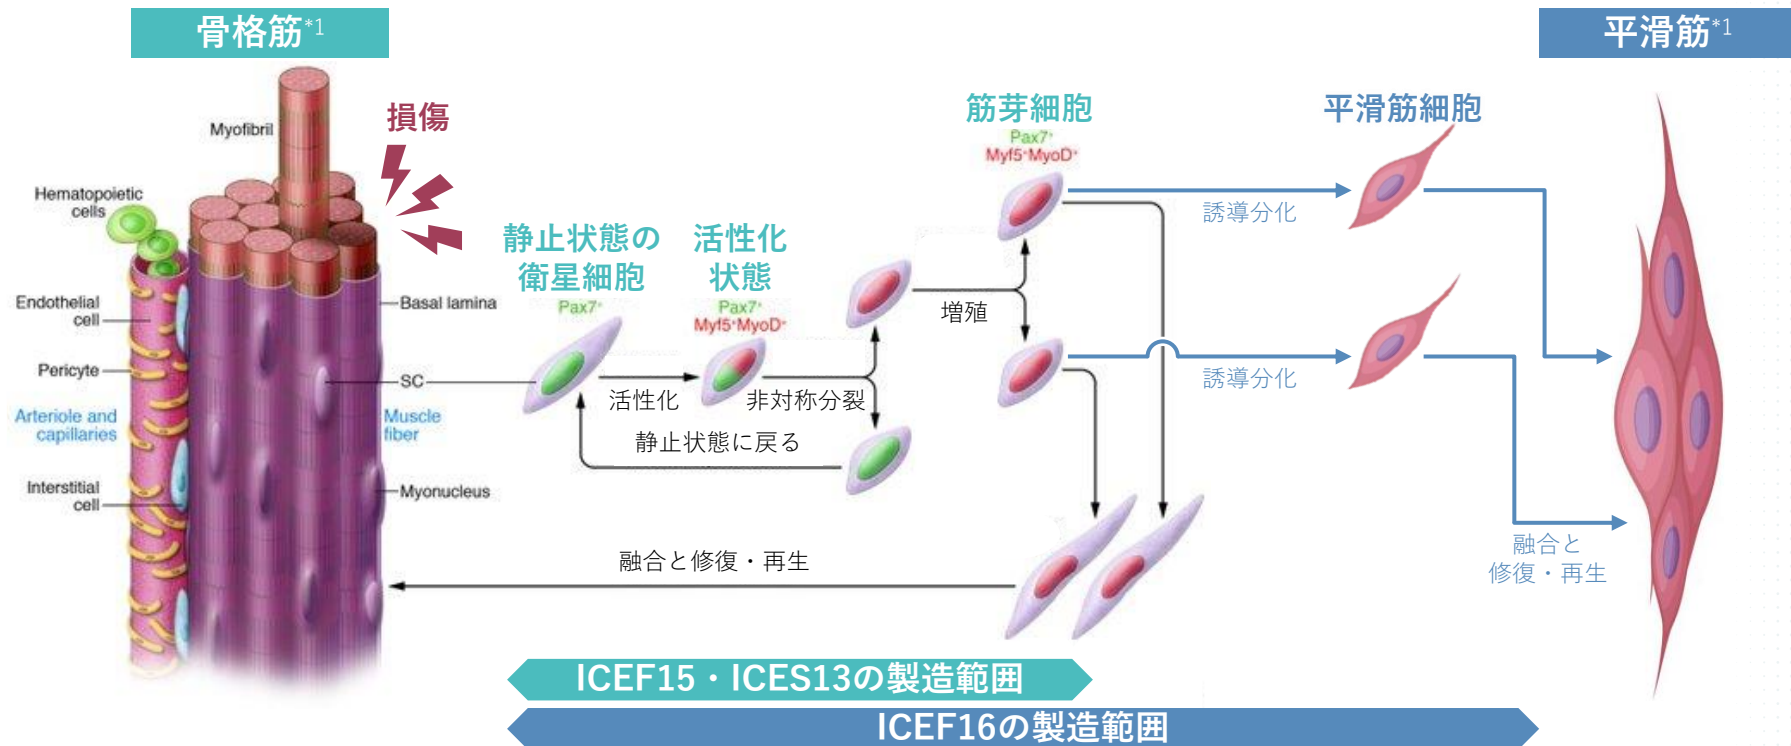 骨格筋*1
平滑筋*1
損傷
Myofibril
Hematopoietic
cells
Endothelial
cell
Pericyte
Arteriole and
capillaries
Interstitial
cell
Basal lamina
SC
Muscle
fiber
Myonucleus
静止状態の
衛星細胞
Pax7⁺
活性化
状態
Pax7⁺
Myf5⁺MyoD⁺
活性化
非対称分裂
静止状態に戻る
増殖
筋芽細胞
Pax7⁺
Myf5⁺MyoD⁺
誘導分化
誘導分化
平滑筋細胞
融合と修復・再生
融合と
修復・再生
ICEF15・ICES13の製造範囲
ICEF16の製造範囲